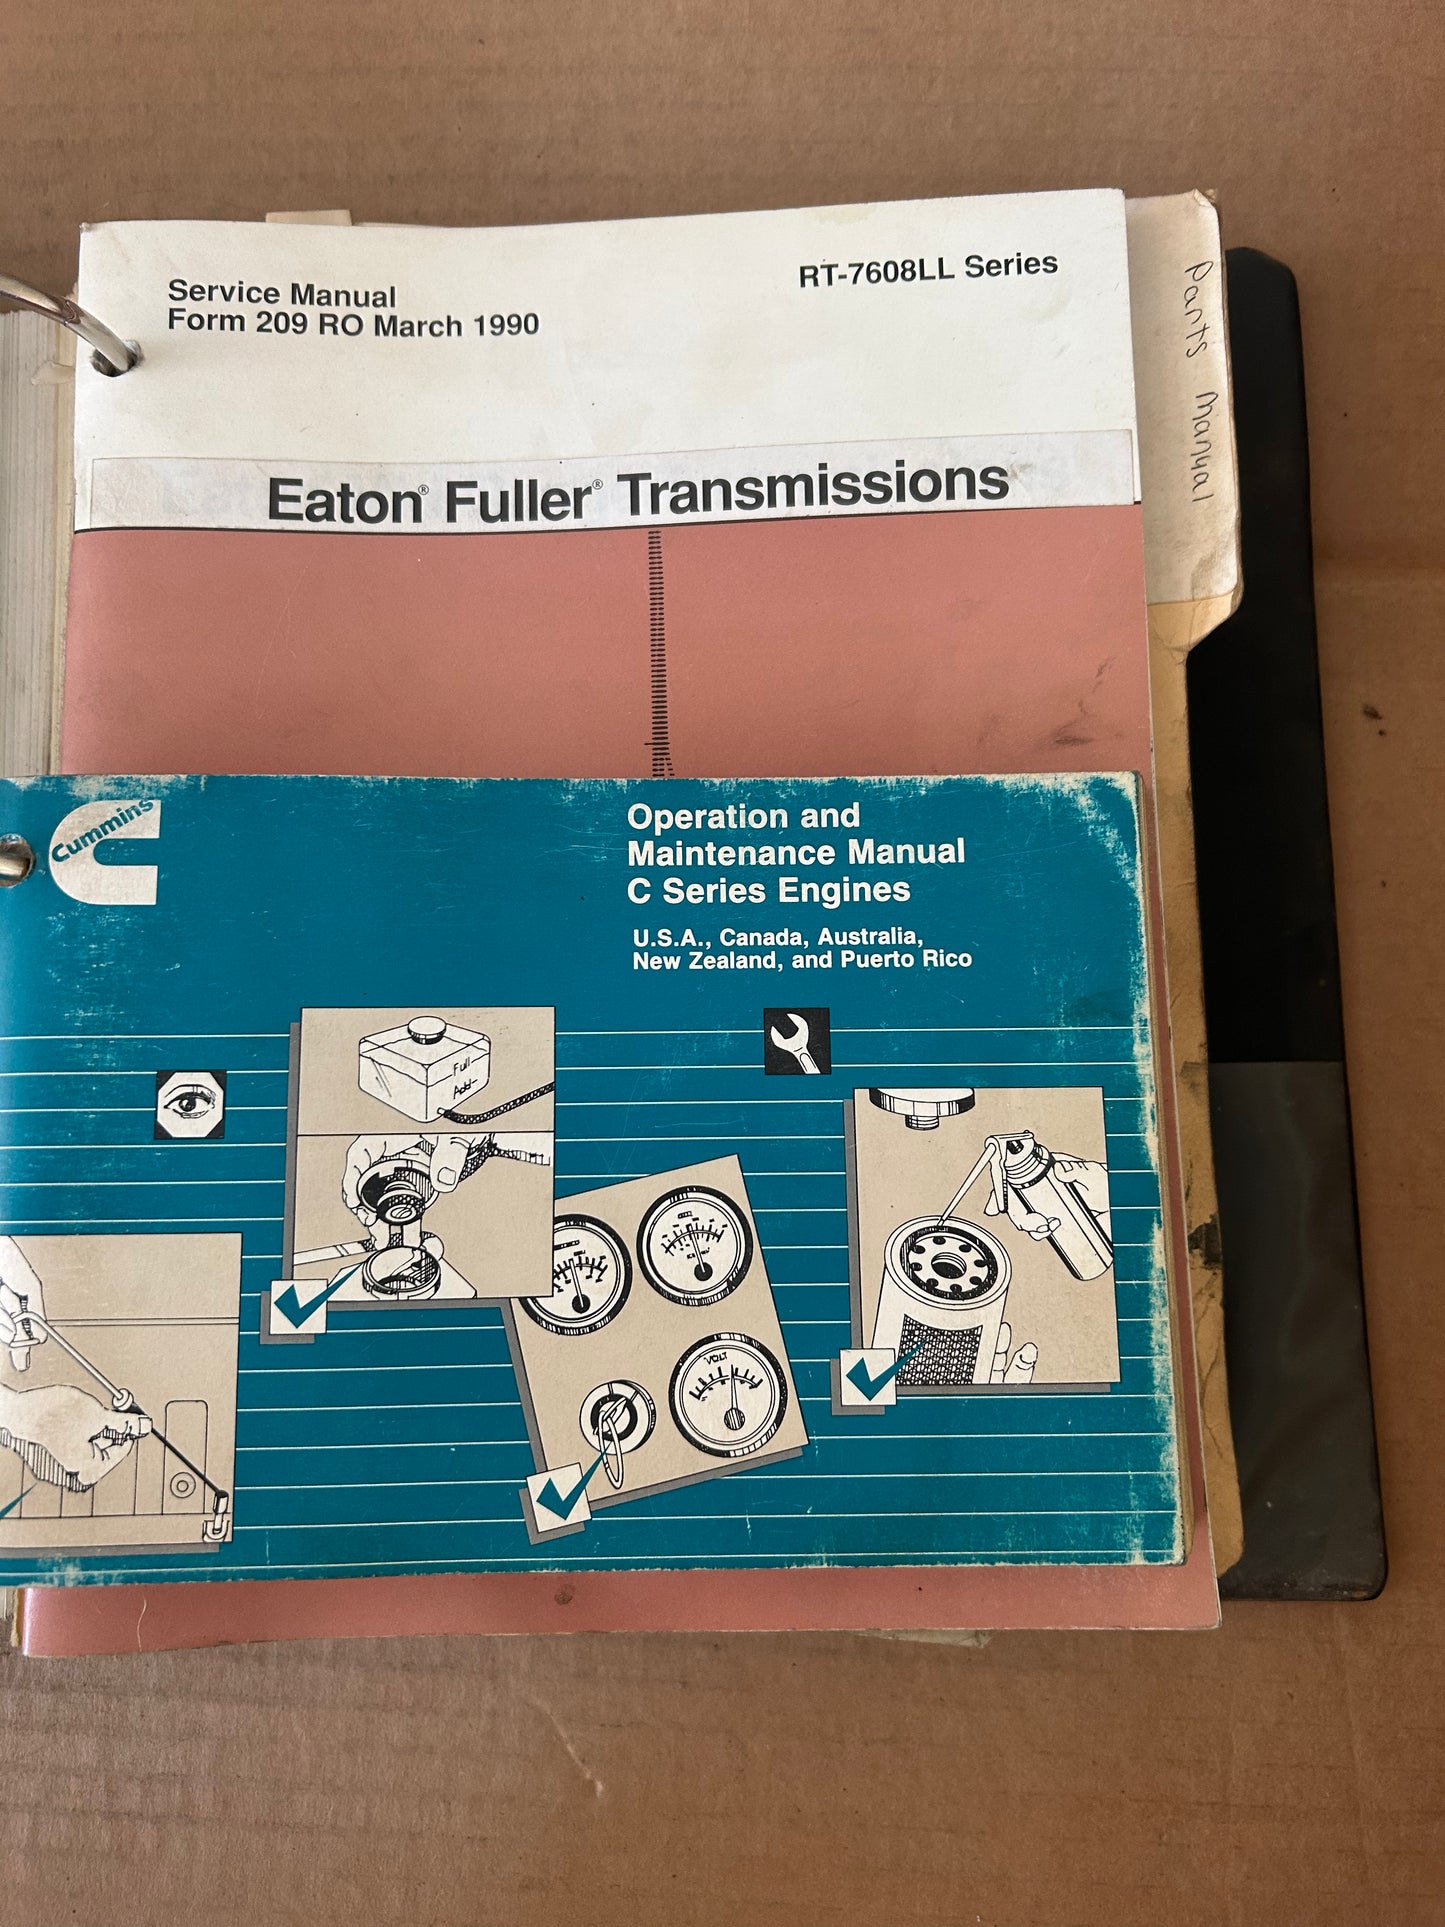 Service Manual
Form 209 RO March 1990
RT-7608LL Series
Parts Manual
Eaton® Fuller® Transmissions
Cummins
Operation and
Maintenance Manual
C Series Engines
U.S.A., Canada, Australia,
New Zealand, and Puerto Rico
Full
Add
VOLT